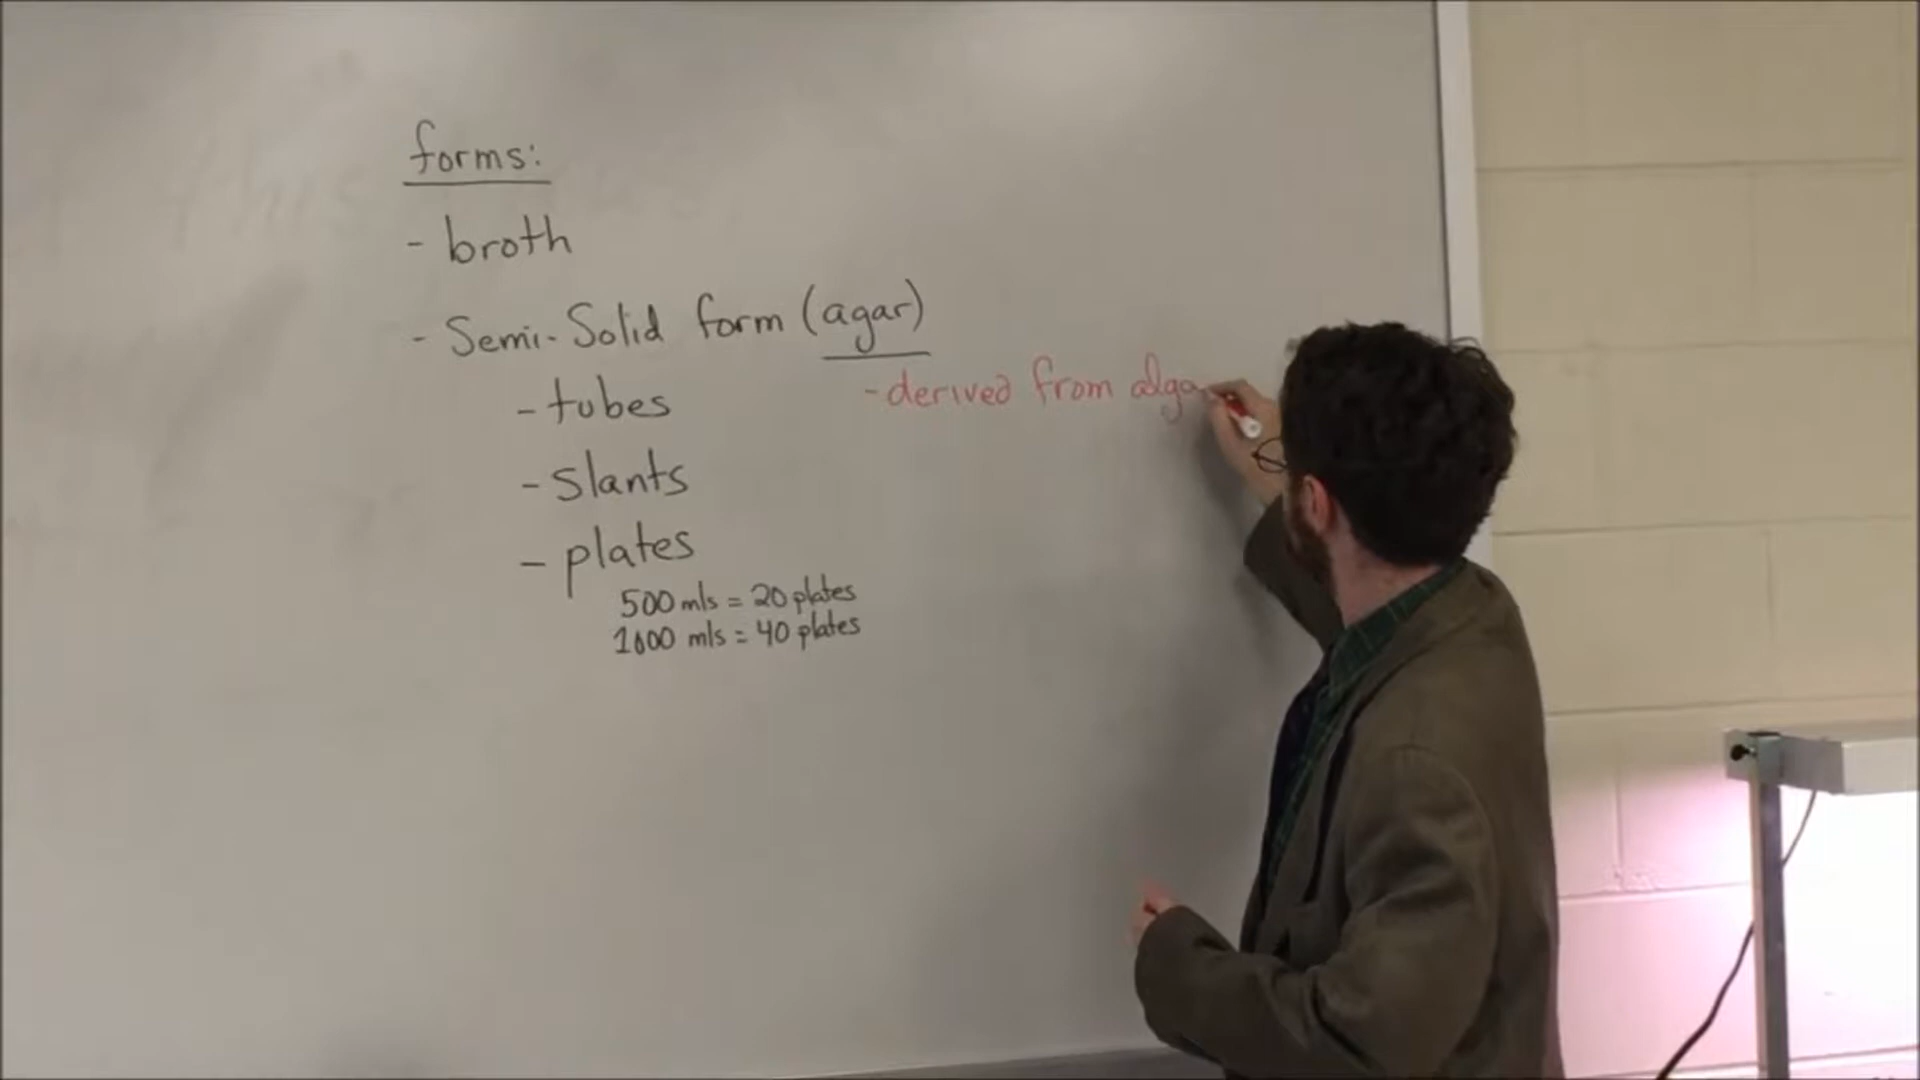 forms:
- broth
- Semi-Solid form (agar)
- derived from alga
- tubes
- slants
- plates
500 mls = 20 plates
1000 mls = 40 plates